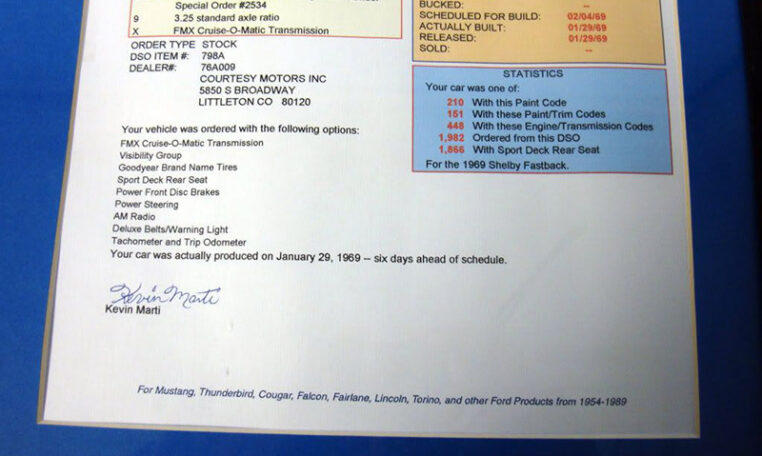 Special Order #2534
9 3.25 standard axle ratio
X FMX Cruise-O-Matic Transmission
ORDER TYPE STOCK
DSO ITEM #: 798A
DEALER#: 76A009
COURTESY MOTORS INC
5850 S BROADWAY
LITTLETON CO 80120
BUCKED: --
SCHEDULED FOR BUILD: 02/04/69
ACTUALLY BUILT: 01/29/69
RELEASED: 01/29/69
SOLD: --
STATISTICS
Your car was one of:
210 With this Paint Code
151 With these Paint/Trim Codes
448 With these Engine/Transmission Codes
1,982 Ordered from this DSO
1,866 With Sport Deck Rear Seat
For the 1969 Shelby Fastback.
Your vehicle was ordered with the following options:
FMX Cruise-O-Matic Transmission
Visibility Group
Goodyear Brand Name Tires
Sport Deck Rear Seat
Power Front Disc Brakes
Power Steering
AM Radio
Deluxe Belts/Warning Light
Tachometer and Trip Odometer
Your car was actually produced on January 29, 1969 -- six days ahead of schedule.
Kevin Marti
Kevin Marti
For Mustang, Thunderbird, Cougar, Falcon, Fairlane, Lincoln, Torino, and other Ford Products from 1954-1989